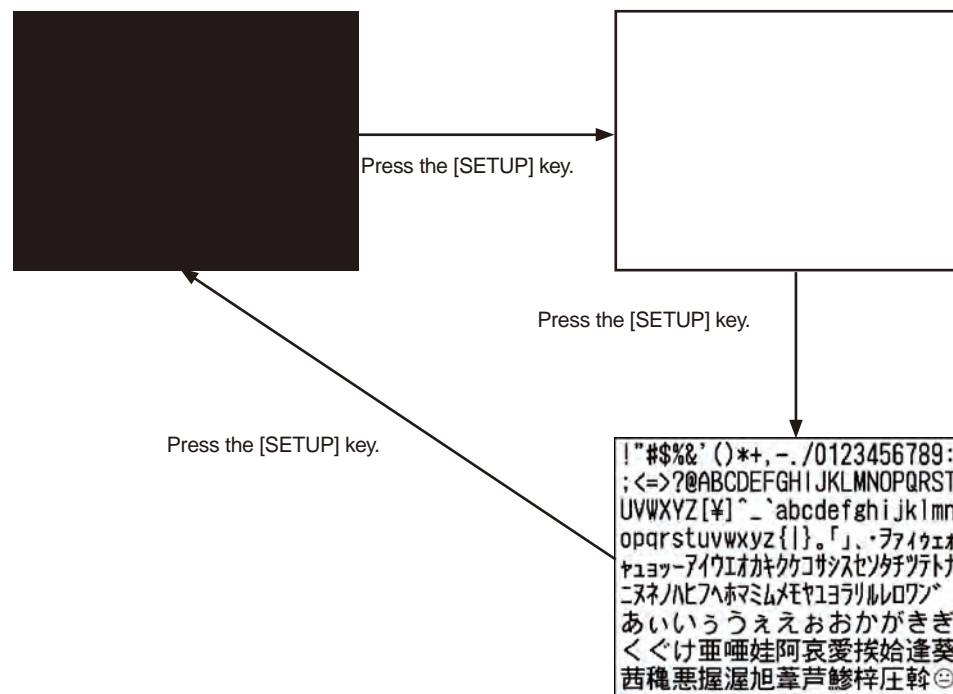 Press the [SETUP] key.
Press the [SETUP] key.
Press the [SETUP] key.
!"#$%&'()*+,-./0123456789:
;<=>?@ABCDEFGHIJKLMNOPQRST
UVWXYZ[¥]^_`abcdefghijklmn
opqrstuvwxyz{|}。「」、・ヲァィゥェォ
ャュョッーアイウエオカキクケコサシスセソタチツテトナ
ニヌネノハヒフヘホマミムメモヤユヨラリルレロワン゛
あぃいぅうぇえぉおかがきぎ
くぐけ亜唖娃阿哀愛挨姶逢葵
茜穐悪握渥旭葦芦鯵梓圧斡